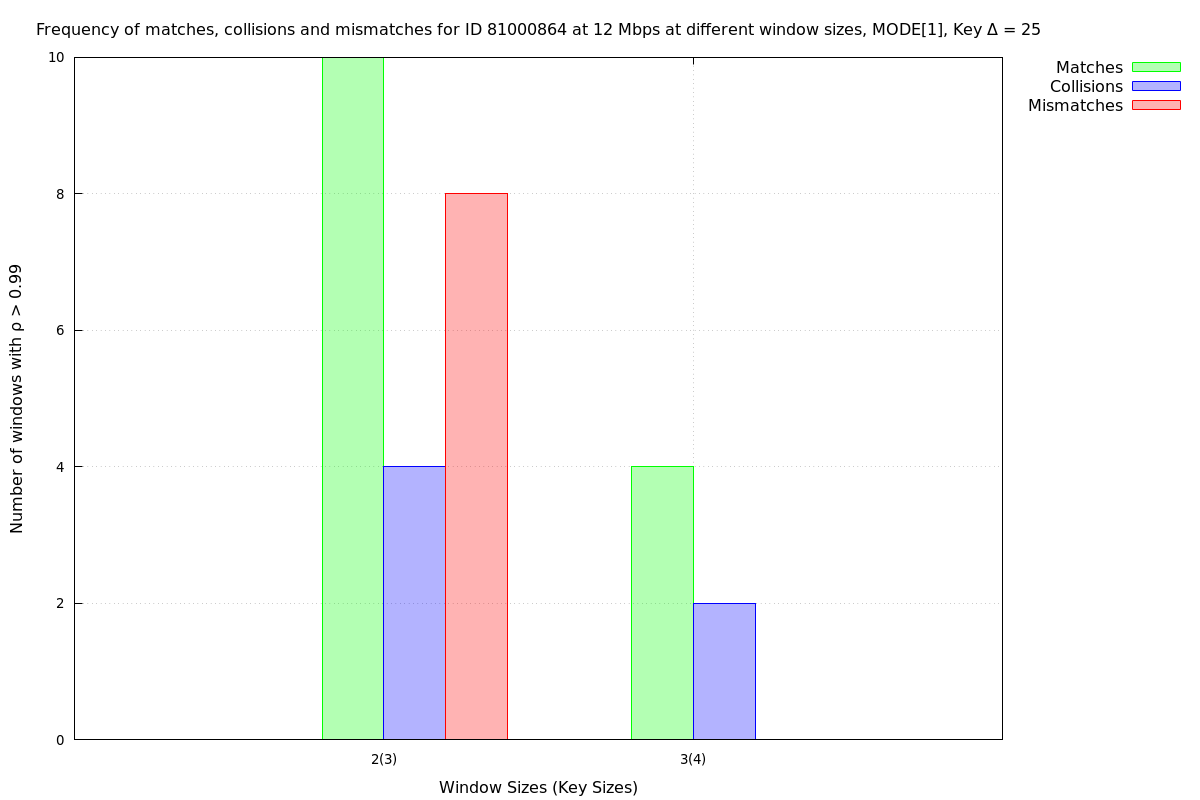 Frequency of matches, collisions and mismatches for ID 81000864 at 12 Mbps at different window sizes, MODE[1], Key Δ = 25
Matches
Collisions
Mismatches
Number of windows with ρ > 0.99
10
8
6
4
2
0
2(3)
3(4)
Window Sizes (Key Sizes)